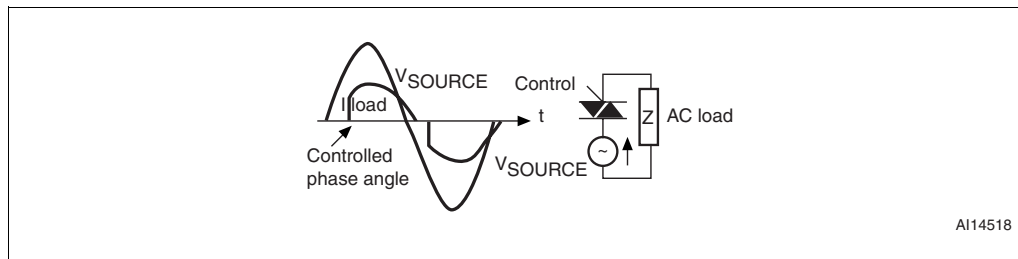 VSOURCE
I load
t
Controlled
phase angle
Control
Z
AC load
~
VSOURCE
AI14518